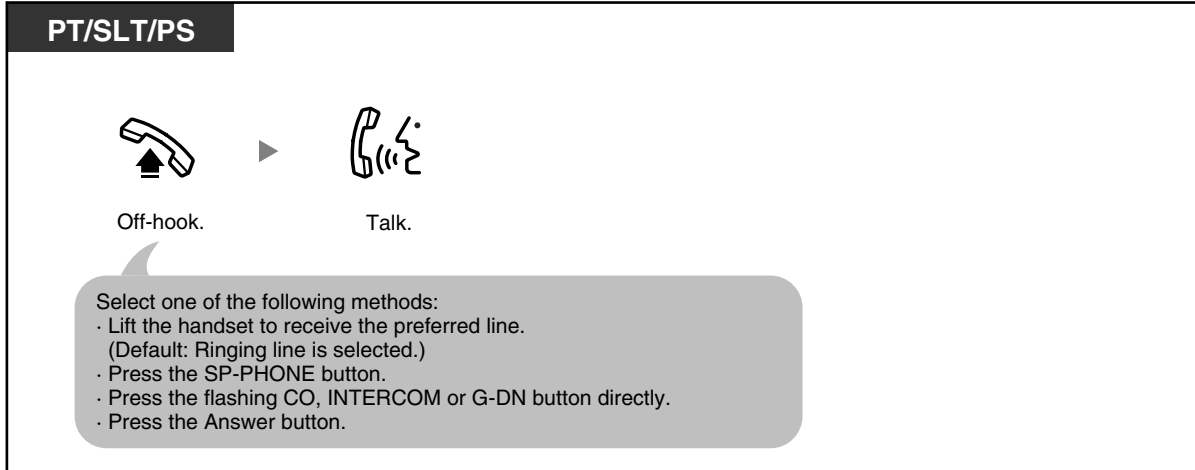 PT/SLT/PS
Off-hook.
Talk.
Select one of the following methods:
· Lift the handset to receive the preferred line.
(Default: Ringing line is selected.)
· Press the SP-PHONE button.
· Press the flashing CO, INTERCOM or G-DN button directly.
· Press the Answer button.